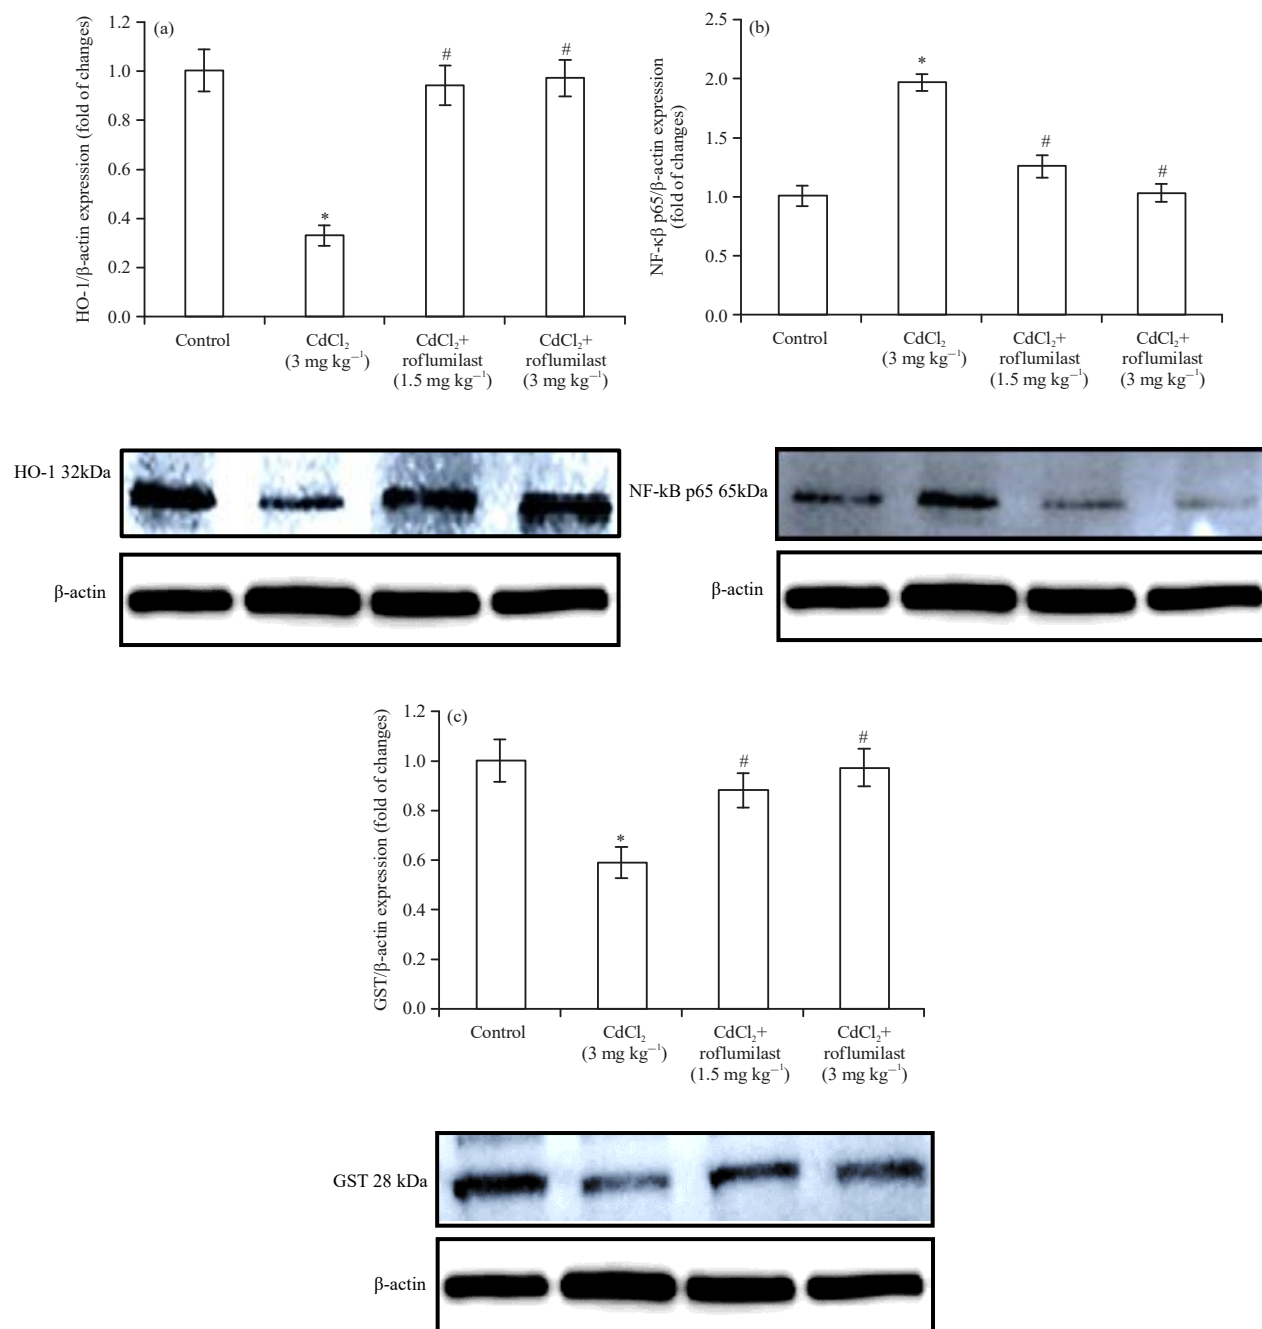 (a)
HO-1/β-actin expression (fold of changes)
1.2
1.0
0.8
0.6
0.4
0.2
0.0
*
#
#
Control
CdCl₂
(3 mg kg⁻¹)
CdCl₂+
roflumilast
(1.5 mg kg⁻¹)
CdCl₂+
roflumilast
(3 mg kg⁻¹)
(b)
NF-κβ p65/β-actin expression
(fold of changes)
2.5
2.0
1.5
1.0
0.5
0.0
*
#
#
Control
CdCl₂
(3 mg kg⁻¹)
CdCl₂+
roflumilast
(1.5 mg kg⁻¹)
CdCl₂+
roflumilast
(3 mg kg⁻¹)
HO-1 32kDa
β-actin
NF-kB p65 65kDa
β-actin
(c)
GST/β-actin expression (fold of changes)
1.2
1.0
0.8
0.6
0.4
0.2
0.0
*
#
#
Control
CdCl₂
(3 mg kg⁻¹)
CdCl₂+
roflumilast
(1.5 mg kg⁻¹)
CdCl₂+
roflumilast
(3 mg kg⁻¹)
GST 28 kDa
β-actin